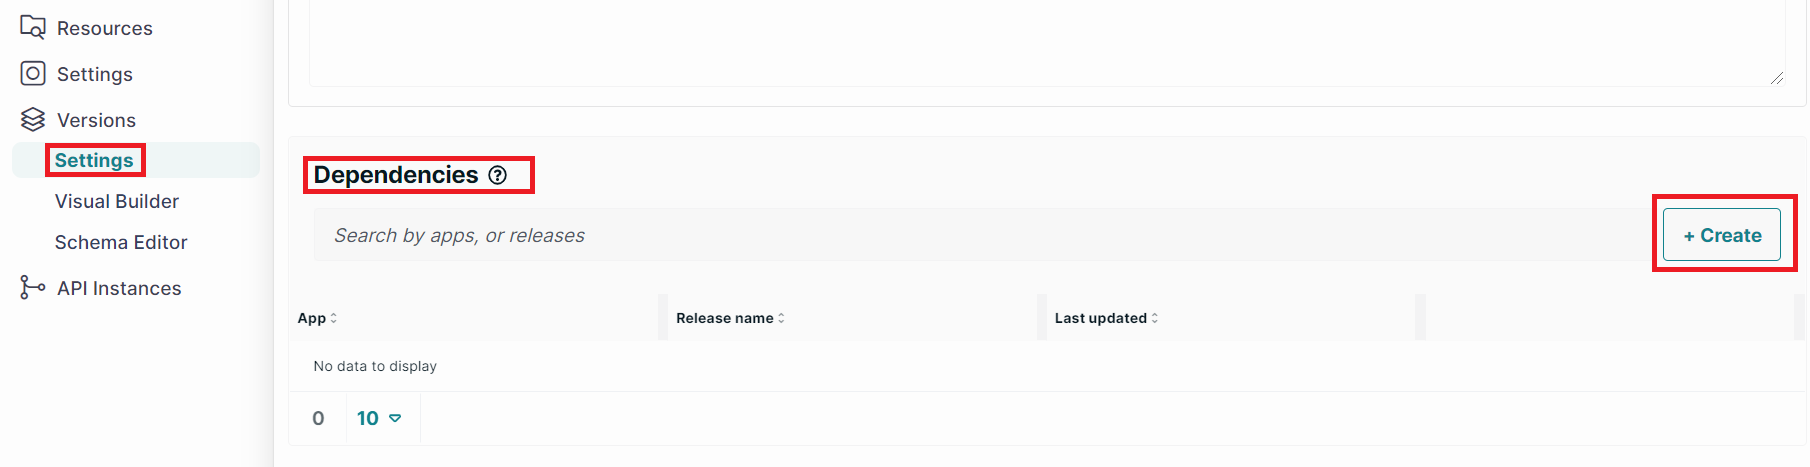 Resources
Settings
Versions
Settings
Visual Builder
Schema Editor
API Instances
Dependencies
Search by apps, or releases
+ Create
App Release name Last updated
No data to display
0 10